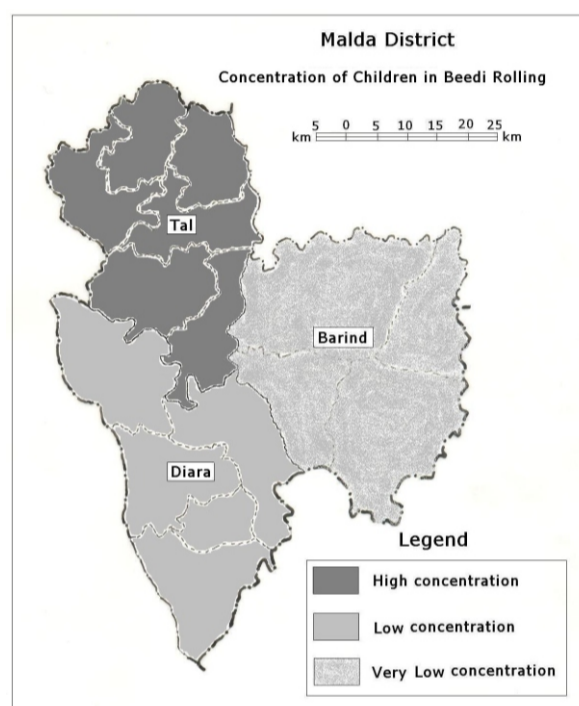 Malda District
Concentration of Children in Beedi Rolling
5 0 5 10 15 20 25
km km
Tal
Barind
Diara
Legend
High concentration
Low concentration
Very Low concentration